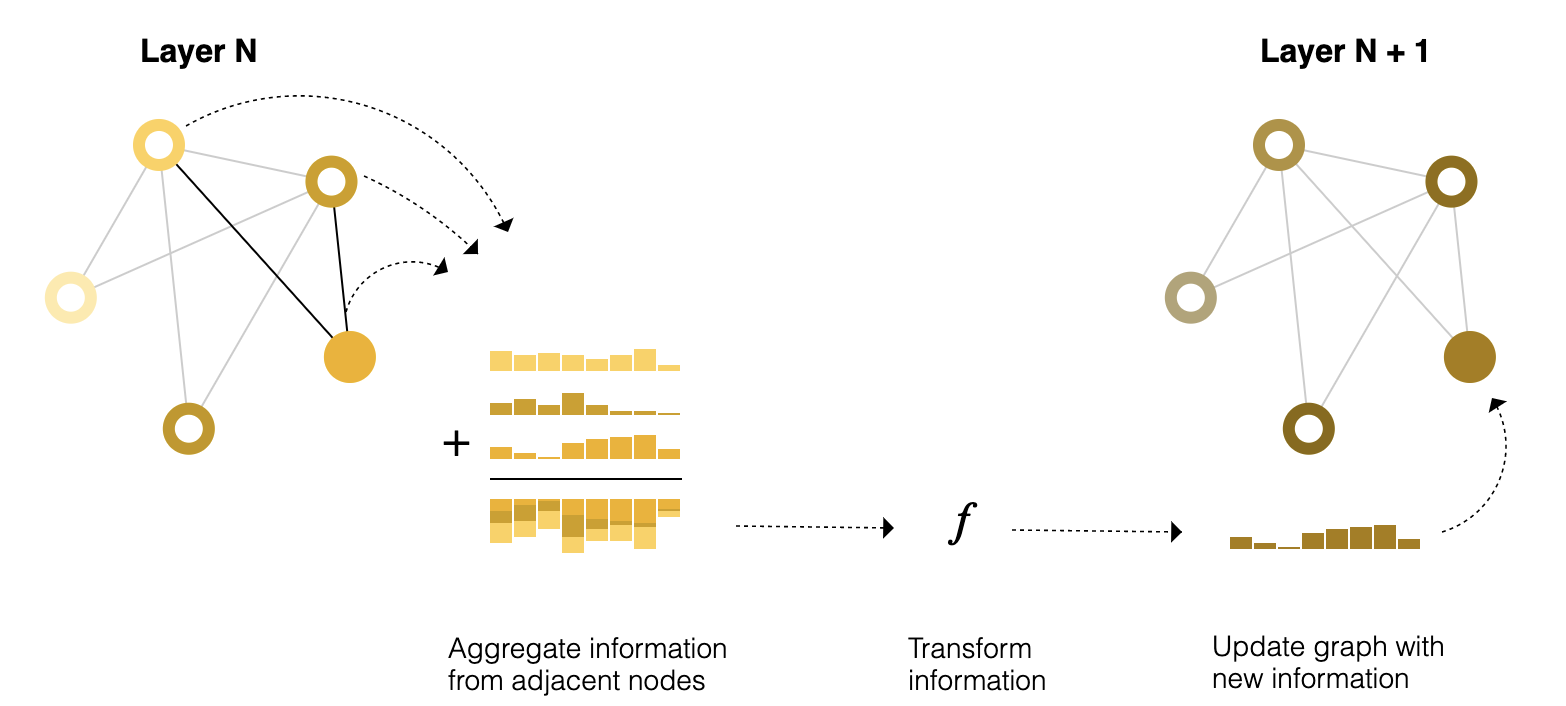 Layer N
Layer N + 1
+
f
Aggregate information
from adjacent nodes
Transform
information
Update graph with
new information